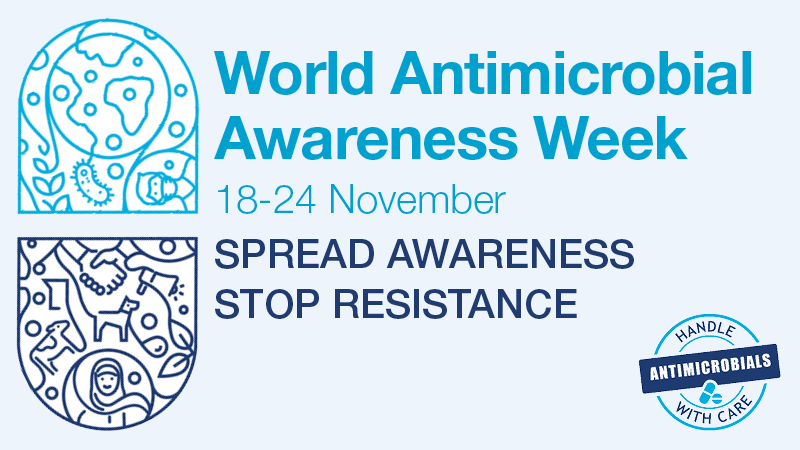 World Antimicrobial
Awareness Week
18-24 November
SPREAD AWARENESS
STOP RESISTANCE
HANDLE
ANTIMICROBIALS
WITH CARE